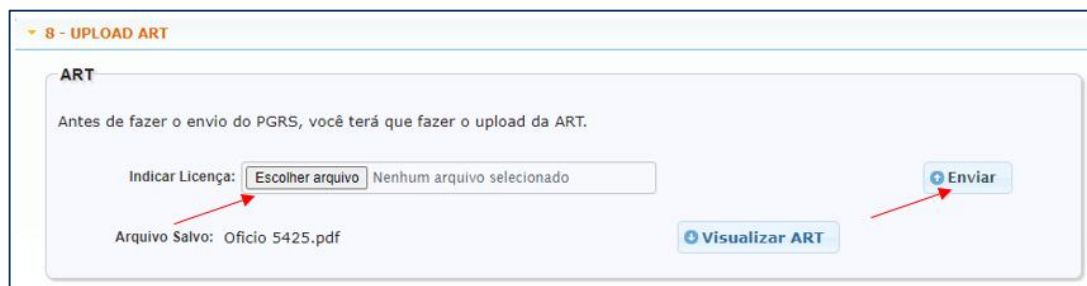 8 - UPLOAD ART
ART
Antes de fazer o envio do PGRS, você terá que fazer o upload da ART.
Indicar Licença: Escolher arquivo Nenhum arquivo selecionado Enviar
Arquivo Salvo: Oficio 5425.pdf Visualizar ART